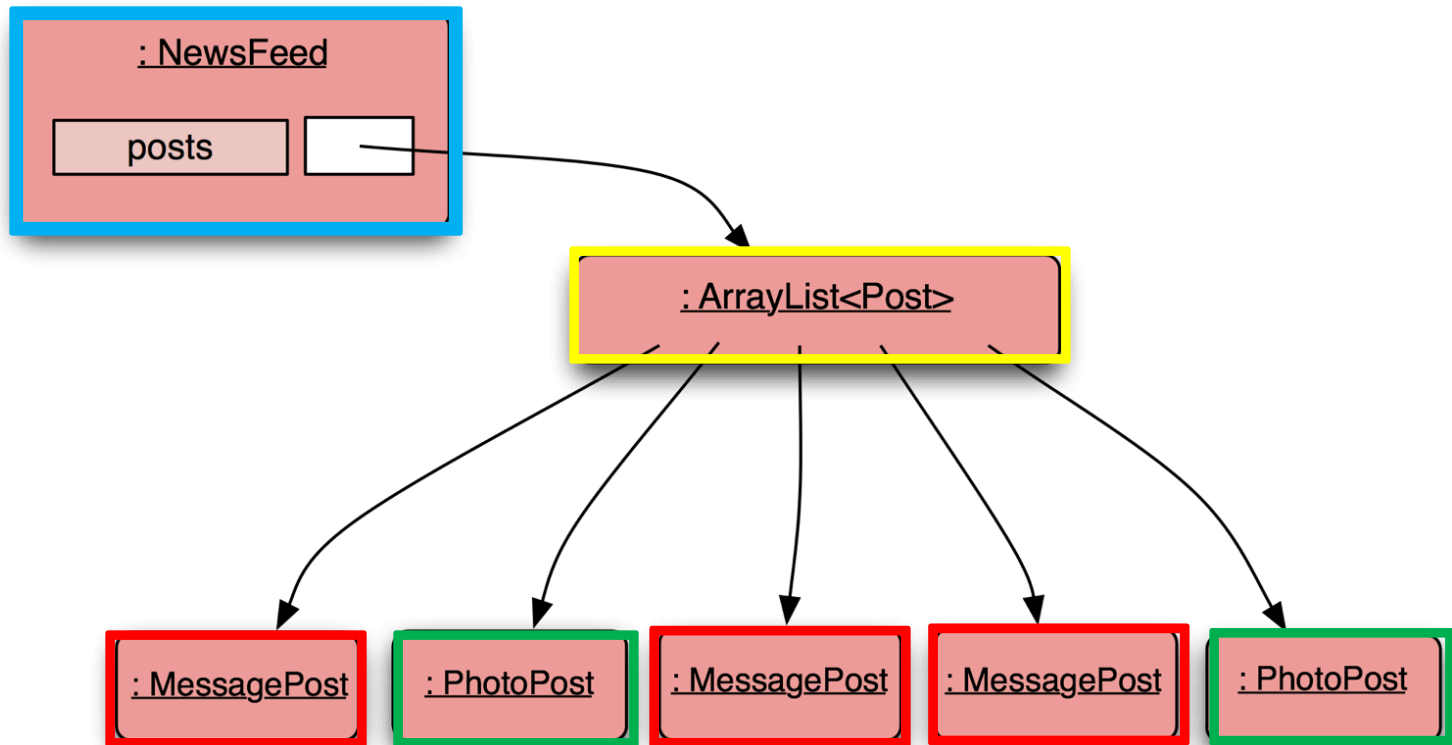 : NewsFeed
posts
: ArrayList<Post>
: MessagePost
: PhotoPost
: MessagePost
: MessagePost
: PhotoPost